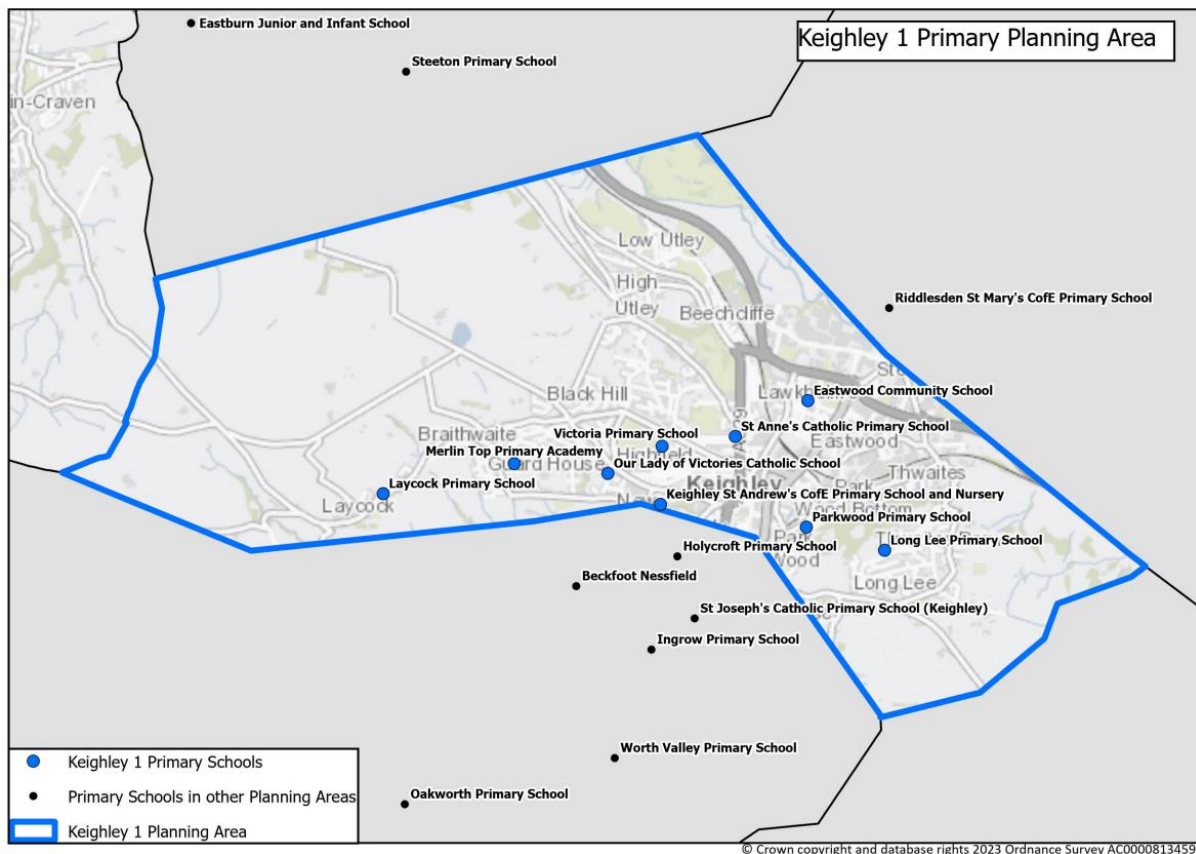 Eastburn Junior and Infant School
Keighley 1 Primary Planning Area
Steeton Primary School
in-Craven
Low Utley
High
Utley
Beechcliffe
Riddlesden St Mary's CofE Primary School
Eastwood Community School
Black Hill
St Anne's Catholic Primary School
Braithwaite
Victoria Primary School
Highfield
Eastwood
Merlin Top Primary Academy
Guard House
Our Lady of Victories Catholic School
Thwaites
Laycock Primary School
Keighley
Laycock
Keighley St Andrew's CofE Primary School and Nursery
Wood Bottom
Parkwood Primary School
Park
Wood
Long Lee Primary School
Holycroft Primary School
Long Lee
Beckfoot Nessfield
St Joseph's Catholic Primary School (Keighley)
Ingrow Primary School
Worth Valley Primary School
Oakworth Primary School
Keighley 1 Primary Schools
Primary Schools in other Planning Areas
Keighley 1 Planning Area
© Crown copyright and database rights 2023 Ordnance Survey AC0000813459